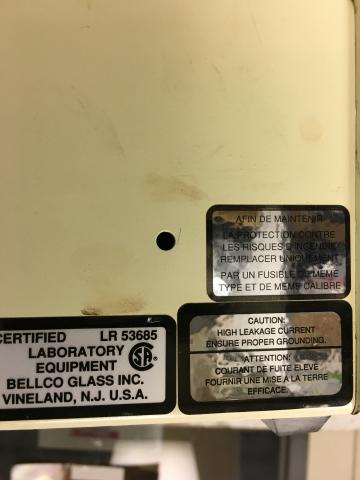 AFIN DE MAINTENIR
LA PROTECTION CONTRE
LES RISQUES D'INCENDIE
REMPLACER UNIQUEMENT
PAR UN FUSIBLE DU MEME
TYPE ET DE MEME CALIBRE
CERTIFIED LR 53685
LABORATORY
EQUIPMENT
SA
BELLCO GLASS INC.
VINELAND, N.J. U.S.A.
CAUTION:
HIGH LEAKAGE CURRENT
ENSURE PROPER GROUNDING.
ATTENTION:
COURANT DE FUITE ELEVE
FOURNIR UNE MISE A LA TERRE
EFFICACE.